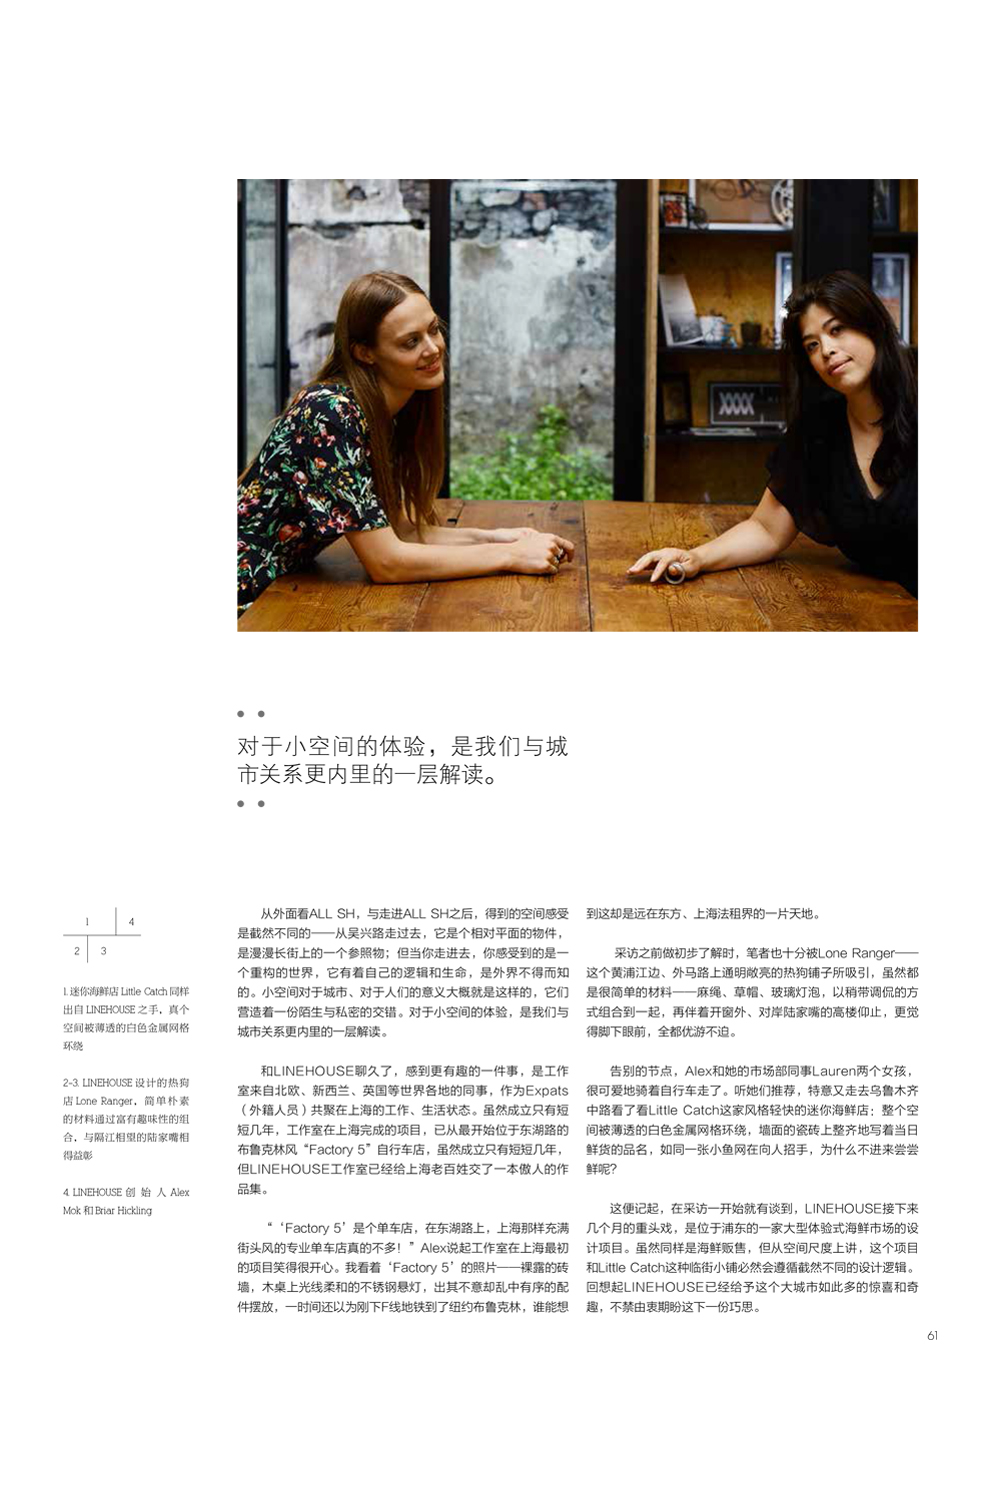 XXXX
对于小空间的体验，是我们与城
市关系更内里的一层解读。
1 4
2 3
1. 迷你海鲜店 Little Catch 同样
出自 LINEHOUSE 之手，真个
空间被薄透的白色金属网格
环绕
2-3. LINEHOUSE 设计的热狗
店 Lone Ranger，简单朴素
的材料通过富有趣味性的组
合，与隔江相望的陆家嘴相
得益彰
4. LINEHOUSE 创 始 人 Alex
Mok 和 Briar Hickling
从外面看ALL SH，与走进ALL SH之后，得到的空间感受
是截然不同的——从吴兴路走过去，它是个相对平面的物件，
是漫漫长街上的一个参照物；但当你走进去，你感受到的是一
个重构的世界，它有着自己的逻辑和生命，是外界不得而知
的。小空间对于城市、对于人们的意义大概就是这样的，它们
营造着一份陌生与私密的交错。对于小空间的体验，是我们与
城市关系更内里的一层解读。
和LINEHOUSE聊久了，感到更有趣的一件事，是工作
室来自北欧、新西兰、英国等世界各地的同事，作为Expats
（外籍人员）共聚在上海的工作、生活状态。虽然成立只有短
短几年，工作室在上海完成的项目，已从最开始位于东湖路的
布鲁克林风“Factory 5”自行车店，虽然成立只有短短几年，
但LINEHOUSE工作室已经给上海老百姓交了一本傲人的作
品集。
“‘Factory 5’是个单车店，在东湖路上，上海那样充满
街头风的专业单车店真的不多！”Alex说起工作室在上海最初
的项目笑得很开心。我看着‘Factory 5’的照片——裸露的砖
墙，木桌上光线柔和的不锈钢悬灯，出其不意却乱中有序的配
件摆放，一时间还以为刚下F线地铁到了纽约布鲁克林，谁能想
到这却是远在东方、上海法租界的一片天地。
采访之前做初步了解时，笔者也十分被Lone Ranger——
这个黄浦江边、外马路上通明敞亮的热狗铺子所吸引，虽然都
是很简单的材料——麻绳、草帽、玻璃灯泡，以稍带调侃的方
式组合到一起，再伴着开窗外、对岸陆家嘴的高楼仰止，更觉
得脚下眼前，全都优游不迫。
告别的节点，Alex和她的市场部同事Lauren两个女孩，
很可爱地骑着自行车走了。听她们推荐，特意又走去乌鲁木齐
中路看了看Little Catch这家风格轻快的迷你海鲜店；整个空
间被薄透的白色金属网格环绕，墙面的瓷砖上整齐地写着当日
鲜货的品名，如同一张小鱼网在向人招手，为什么不进来尝尝
鲜呢？
这便记起，在采访一开始就有谈到，LINEHOUSE接下来
几个月的重头戏，是位于浦东的一家大型体验式海鲜市场的设
计项目。虽然同样是海鲜贩售，但从空间尺度上讲，这个项目
和Little Catch这种临街小铺必然会遵循截然不同的设计逻辑。
回想起LINEHOUSE已经给予这个大城市如此多的惊喜和奇
趣，不禁由衷期盼这下一份巧思。
61